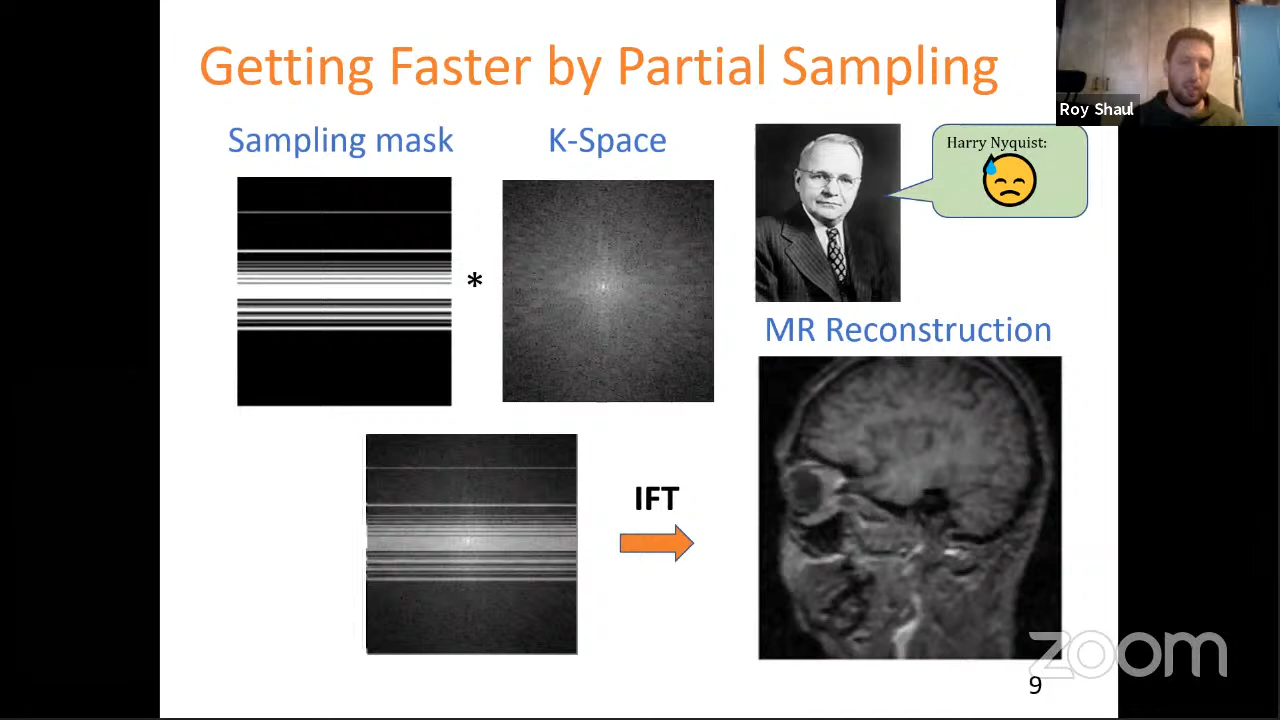 Getting Faster by Partial Sampling
Roy Shaul
Sampling mask
K-Space
Harry Nyquist:
*
MR Reconstruction
IFT
zoom
9